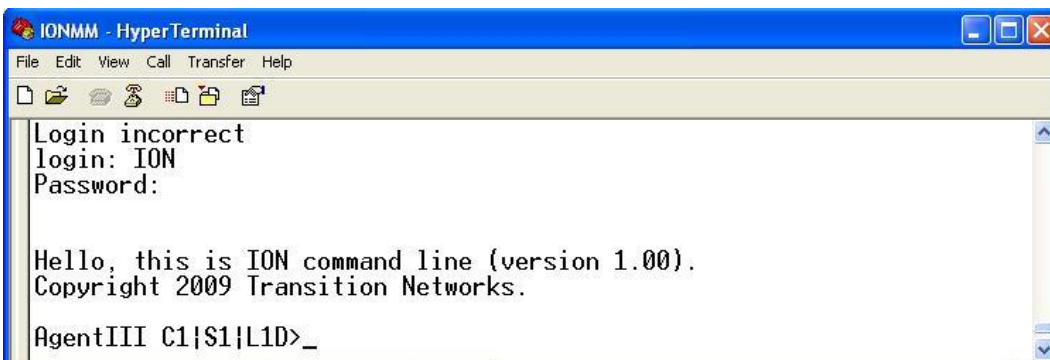 IONMM - HyperTerminal
File Edit View Call Transfer Help
Login incorrect
login: ION
Password:
Hello, this is ION command line (version 1.00).
Copyright 2009 Transition Networks.
AgentIII C1|S1|L1D>_